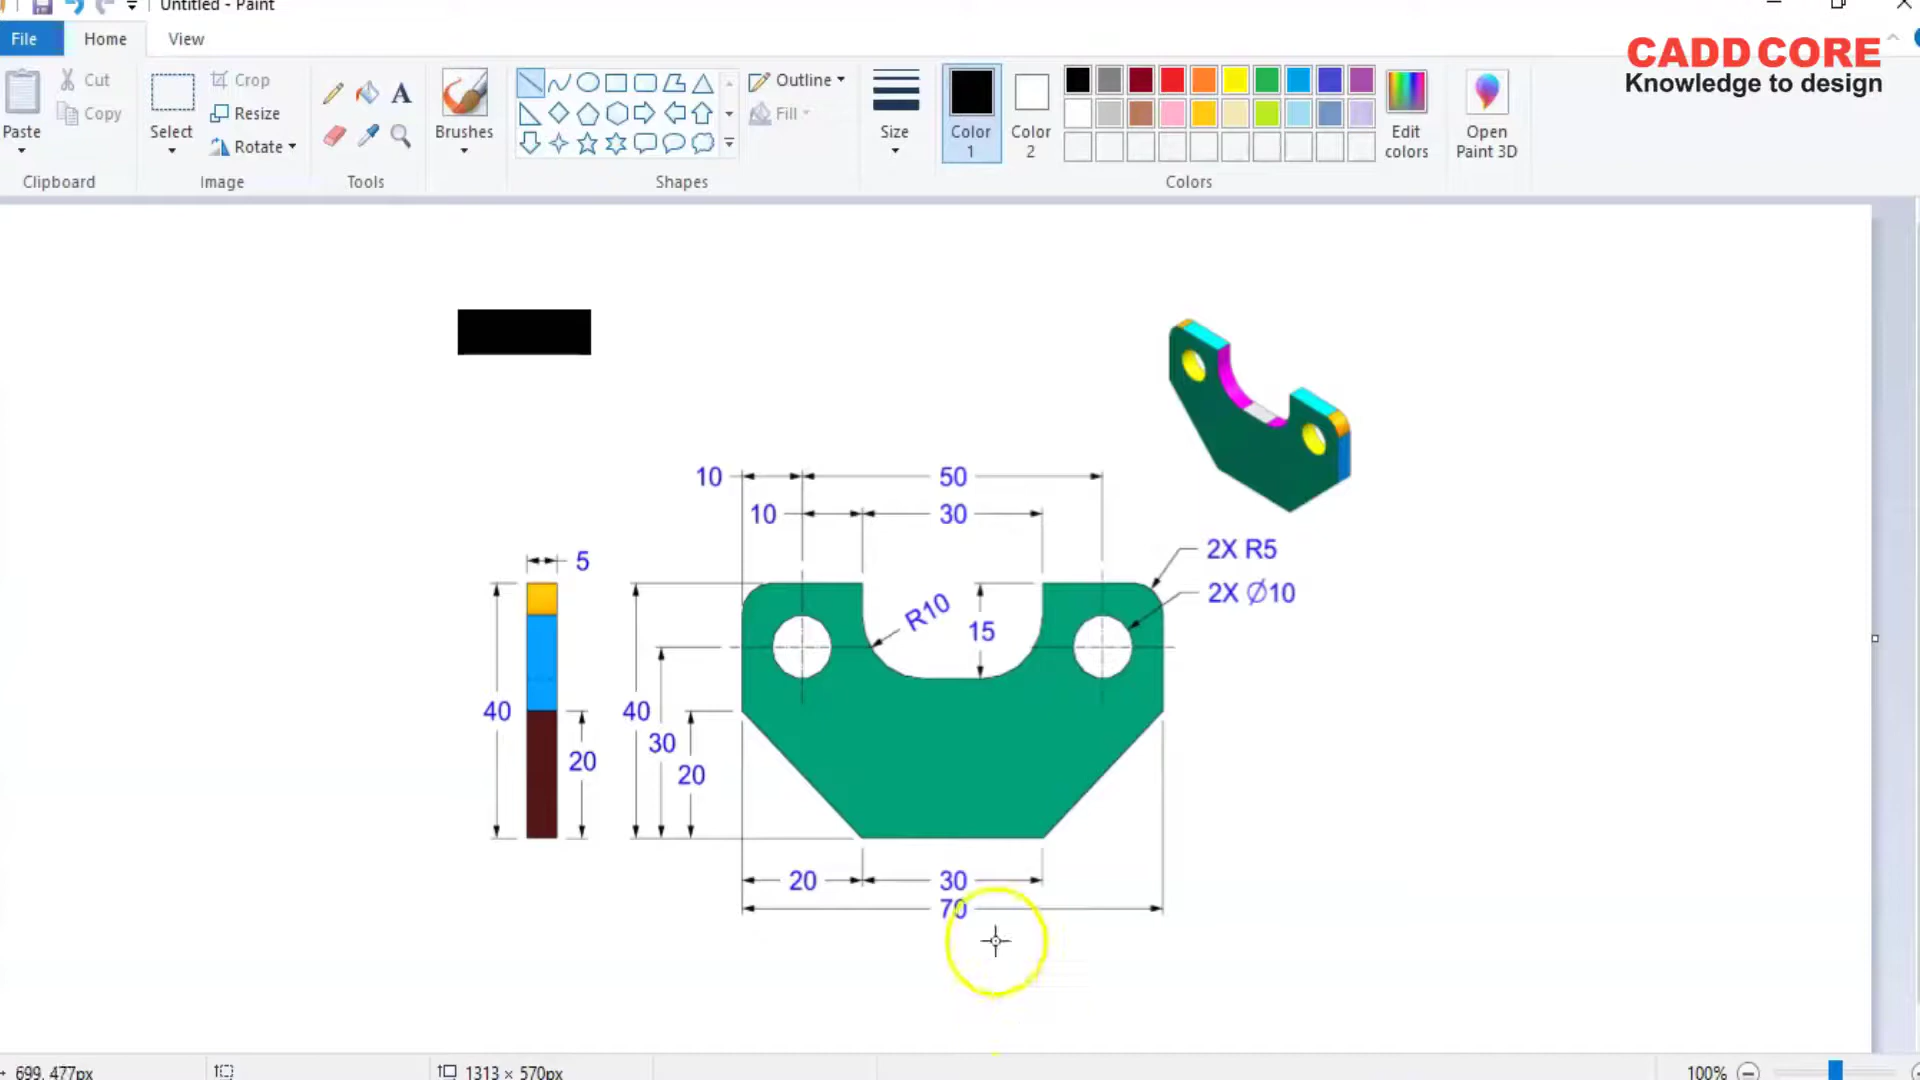 Untitled - Paint
File Home View
CADD CORE
Knowledge to design
Paste
Cut
Copy
Clipboard
Select
Crop
Resize
Rotate
Image
A
Tools
Brushes
Shapes
Outline
Fill
Size
Color 1
Color 2
Edit colors
Colors
Open Paint 3D
10 50
10 30
2X R5
5
2X Ø10
R10
15
40 40
30
20 20
20 30
70
699, 477px 1313 × 570px 100%